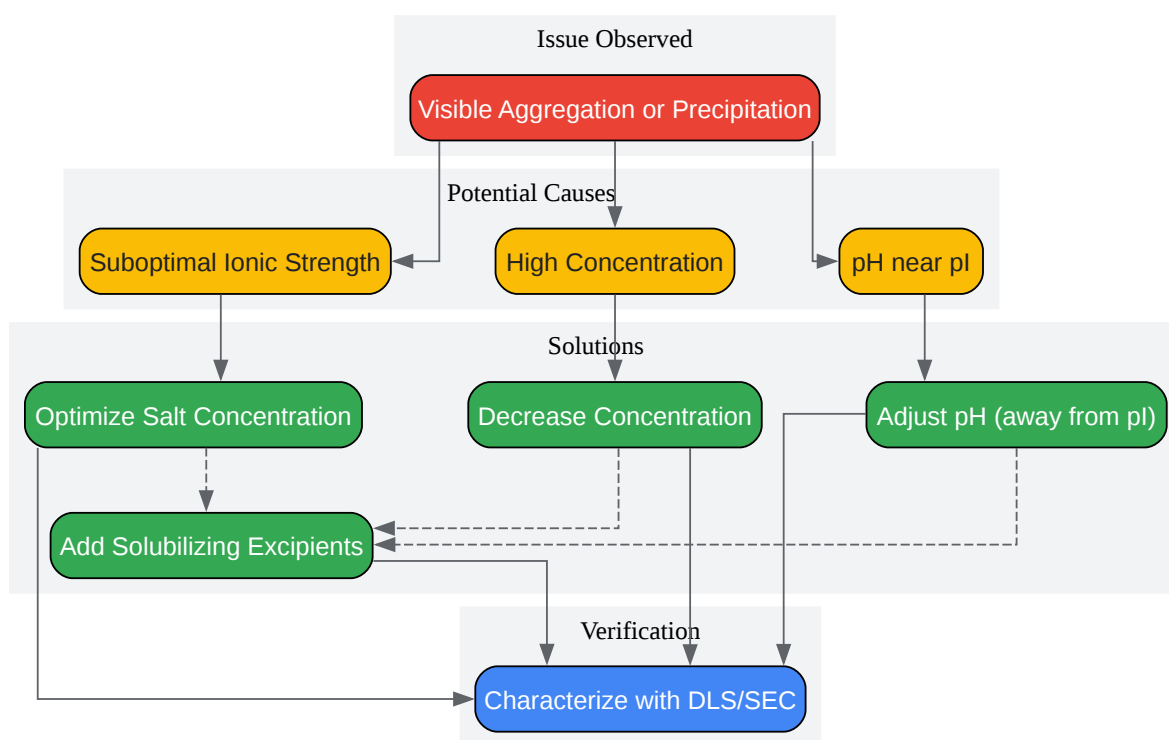 Issue Observed
Visible Aggregation or Precipitation
Potential Causes
Suboptimal Ionic Strength
High Concentration
pH near pI
Solutions
Optimize Salt Concentration
Decrease Concentration
Adjust pH (away from pI)
Add Solubilizing Excipients
Verification
Characterize with DLS/SEC